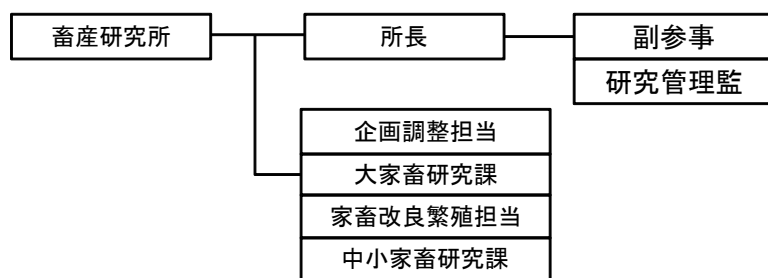 畜産研究所
所長
副参事
研究管理監
企画調整担当
大家畜研究課
家畜改良繁殖担当
中小家畜研究課